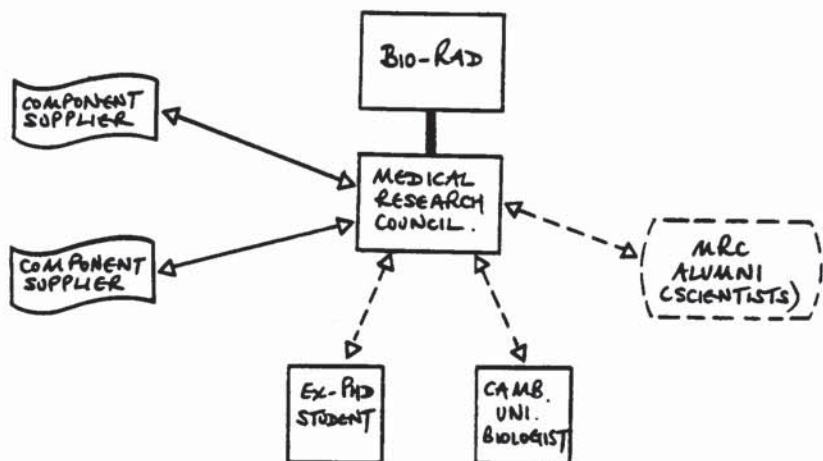 BIO-RAD
COMPONENT
SUPPLIER
MEDICAL
RESEARCH
COUNCIL.
COMPONENT
SUPPLIER
MRC
ALUMNI
(SCIENTISTS)
EX-PHD
STUDENT
CAMB.
UNI.
BIOLOGIST